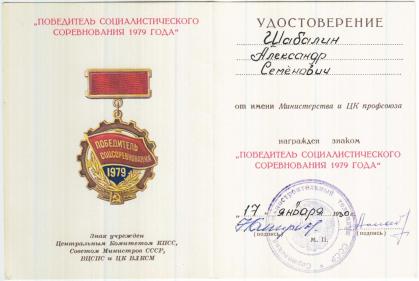 "ПОБЕДИТЕЛЬ СОЦИАЛИСТИЧЕСКОГО
СОРЕВНОВАНИЯ 1979 ГОДА"
ПОБЕДИТЕЛЬ
СОЦСОРЕВНОВАНИЯ
1979
Знак учрежден
Центральным Комитетом КПСС,
Советом Министров СССР,
ВЦСПС и ЦК ВЛКСМ
УДОСТОВЕРЕНИЕ
Шабалин
Александр
Семёнович
от имени Министерства и ЦК профсоюза
награжден знаком
"ПОБЕДИТЕЛЬ СОЦИАЛИСТИЧЕСКОГО
СОРЕВНОВАНИЯ 1979 ГОДА"
"17" января 1980 г.
(подпись) М. П. (подпись)